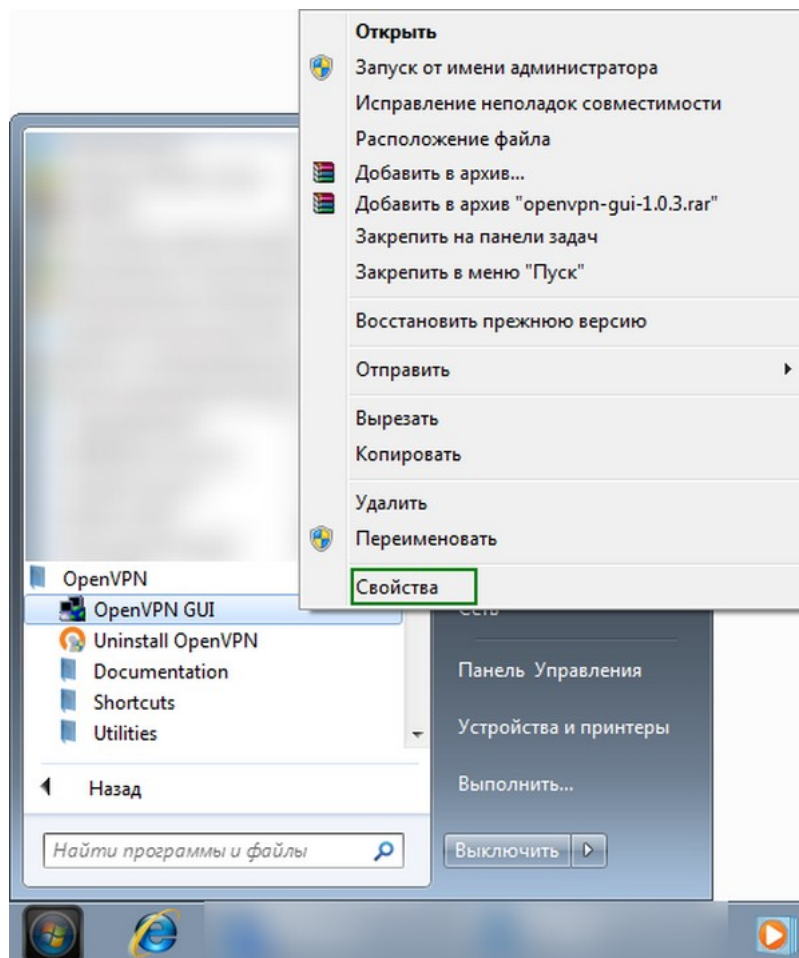 Открыть
Запуск от имени администратора
Исправление неполадок совместимости
Расположение файла
Добавить в архив...
Добавить в архив "openvpn-gui-1.0.3.rar"
Закрепить на панели задач
Закрепить в меню "Пуск"
Восстановить прежнюю версию
Отправить
Вырезать
Копировать
Удалить
Переименовать
Свойства
OpenVPN
OpenVPN GUI
Uninstall OpenVPN
Documentation
Shortcuts
Utilities
Назад
Найти программы и файлы
Сеть
Панель Управления
Устройства и принтеры
Выполнить...
Выключить